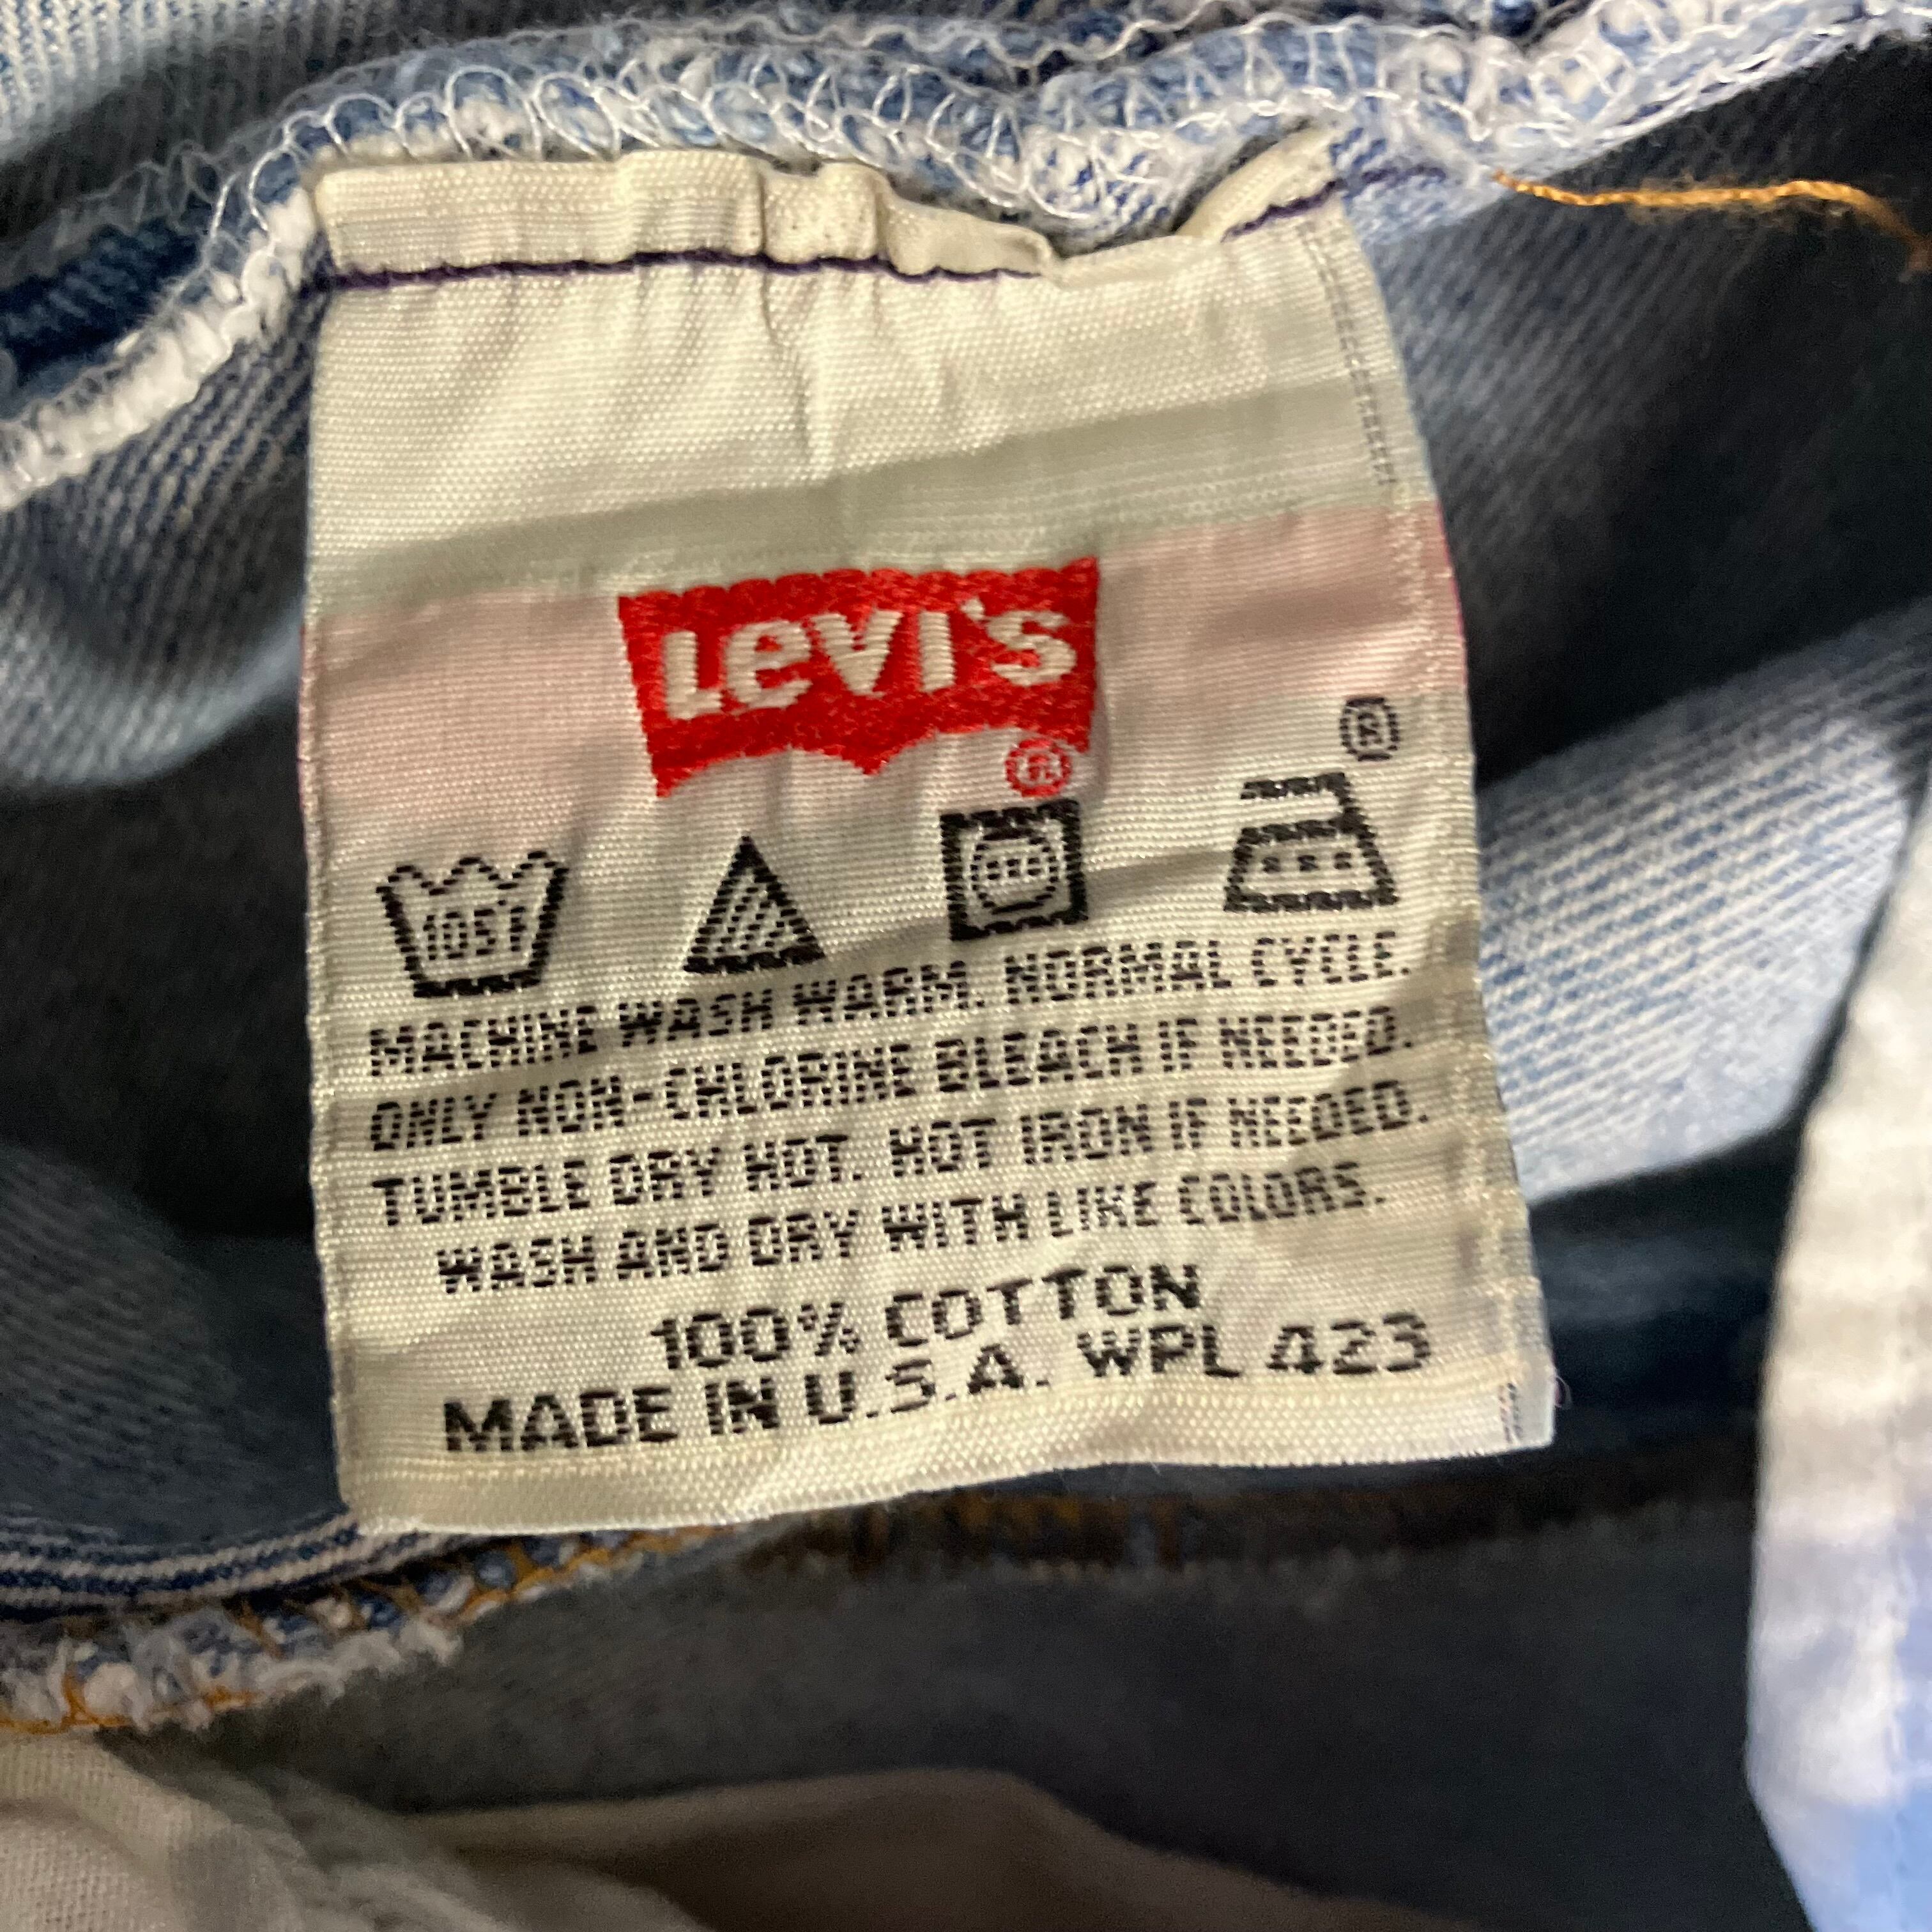 Levi's
®
®
105°F
MACHINE WASH WARM. NORMAL CYCLE.
ONLY NON-CHLORINE BLEACH IF NEEDED.
TUMBLE DRY HOT. HOT IRON IF NEEDED.
WASH AND DRY WITH LIKE COLORS.
100% COTTON
MADE IN U.S.A. WPL 423